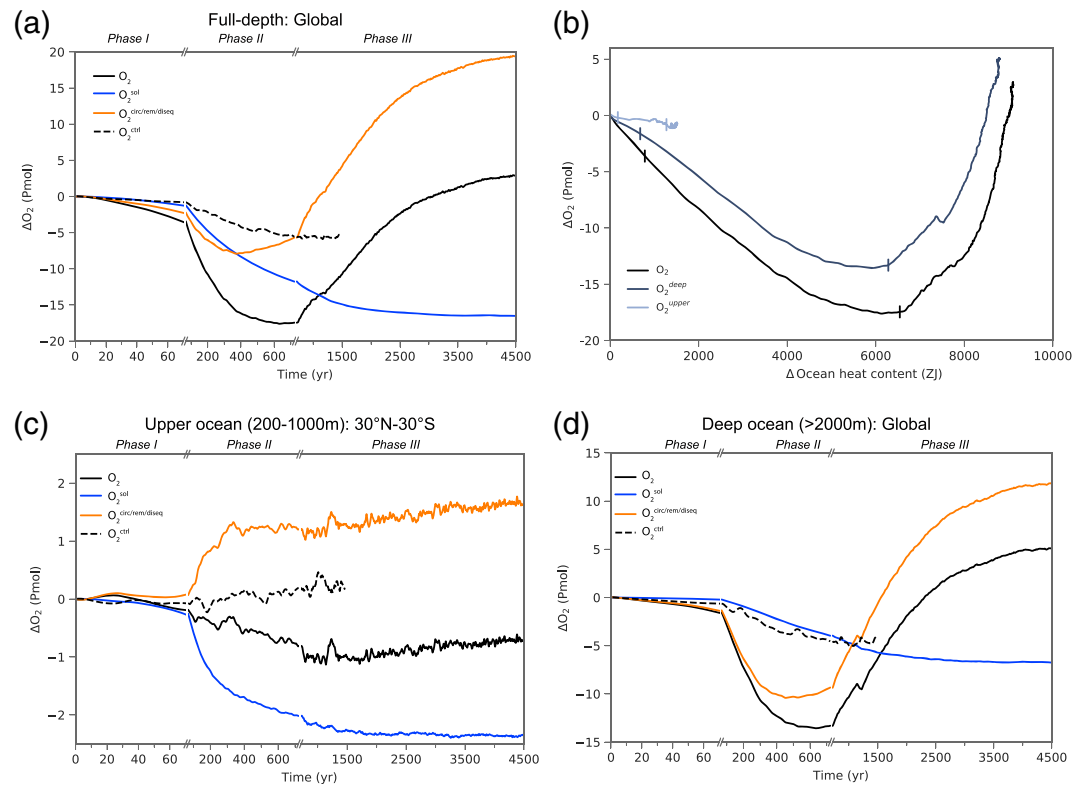 (a)
Full-depth: Global
Phase I Phase II Phase III
20
15
10
5
0
−5
−10
−15
−20
ΔO2 (Pmol)
O2
O2sol
O2circ/rem/diseq
O2ctrl
0 20 40 60 200 600 1500 2500 3500 4500
Time (yr)
(b)
5
0
-5
-10
-15
-20
ΔO2 (Pmol)
O2
O2deep
O2upper
0 2000 4000 6000 8000 10000
Δ Ocean heat content (ZJ)
(c)
Upper ocean (200-1000m): 30°N-30°S
Phase I Phase II Phase III
2
1
0
−1
−2
ΔO2 (Pmol)
O2
O2sol
O2circ/rem/diseq
O2ctrl
0 20 40 60 200 600 1500 2500 3500 4500
Time (yr)
(d)
Deep ocean (>2000m): Global
Phase I Phase II Phase III
15
10
5
0
−5
−10
−15
ΔO2 (Pmol)
O2
O2sol
O2circ/rem/diseq
O2ctrl
0 20 40 60 200 600 1500 2500 3500 4500
Time (yr)